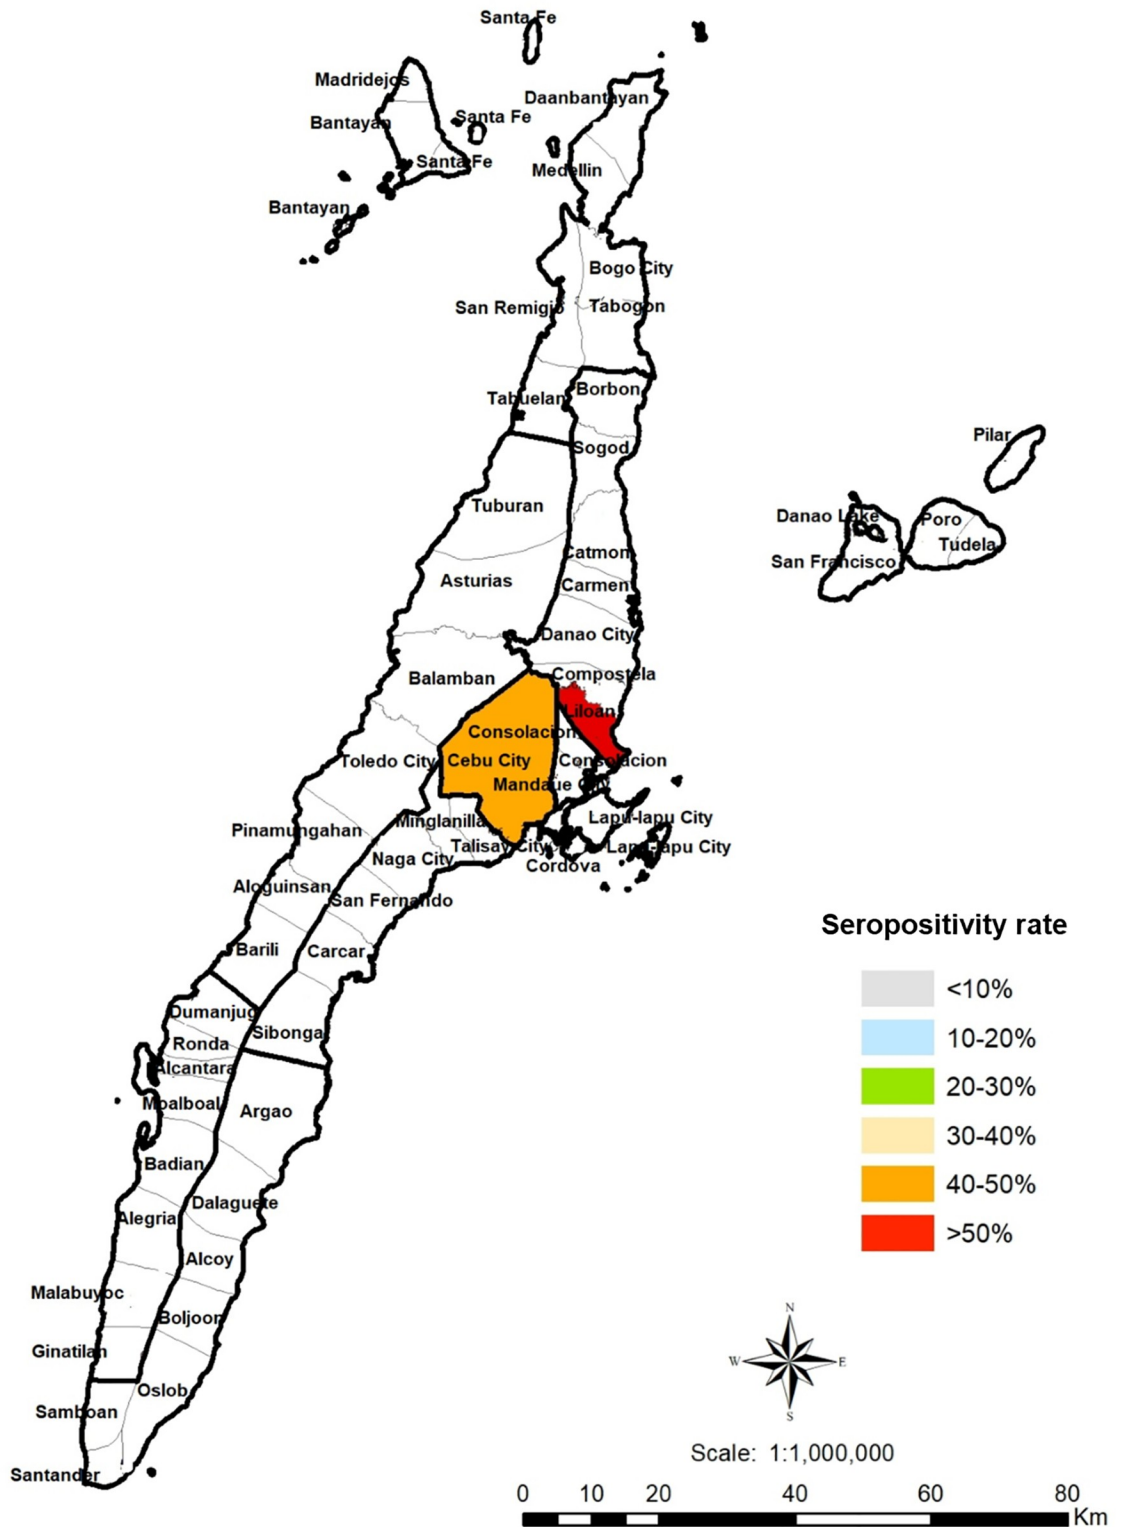 Santa Fe
Madridejos
Daanbantayan
Santa Fe
Bantayan
Santa Fe
Medellin
Bantayan
Bogo City
San Remigio
Tabogon
Borbon
Tabuelan
Pilar
Sogod
Tuburan
Danao Lake
Poro
Tudela
Catmon
San Francisco
Asturias
Carmen
Danao City
Compostela
Balamban
Liloan
Consolacion
Toledo City
Cebu City
Consolacion
Mandaue City
Lapu-lapu City
Minglanilla
Pinamungahan
Talisay City
Lapu-lapu City
Naga City
Cordova
Aloguinsan
San Fernando
Barili
Carcar
Dumanjug
Sibonga
Ronda
Alcantara
Moalboal
Argao
Badian
Dalaguete
Alegria
Alcoy
Malabuyoc
Boljoon
Ginatilan
Oslob
Samboan
Santander
Seropositivity rate
<10%
10-20%
20-30%
30-40%
40-50%
>50%
N
W
E
S
Scale: 1:1,000,000
0 10 20 40 60 80
Km